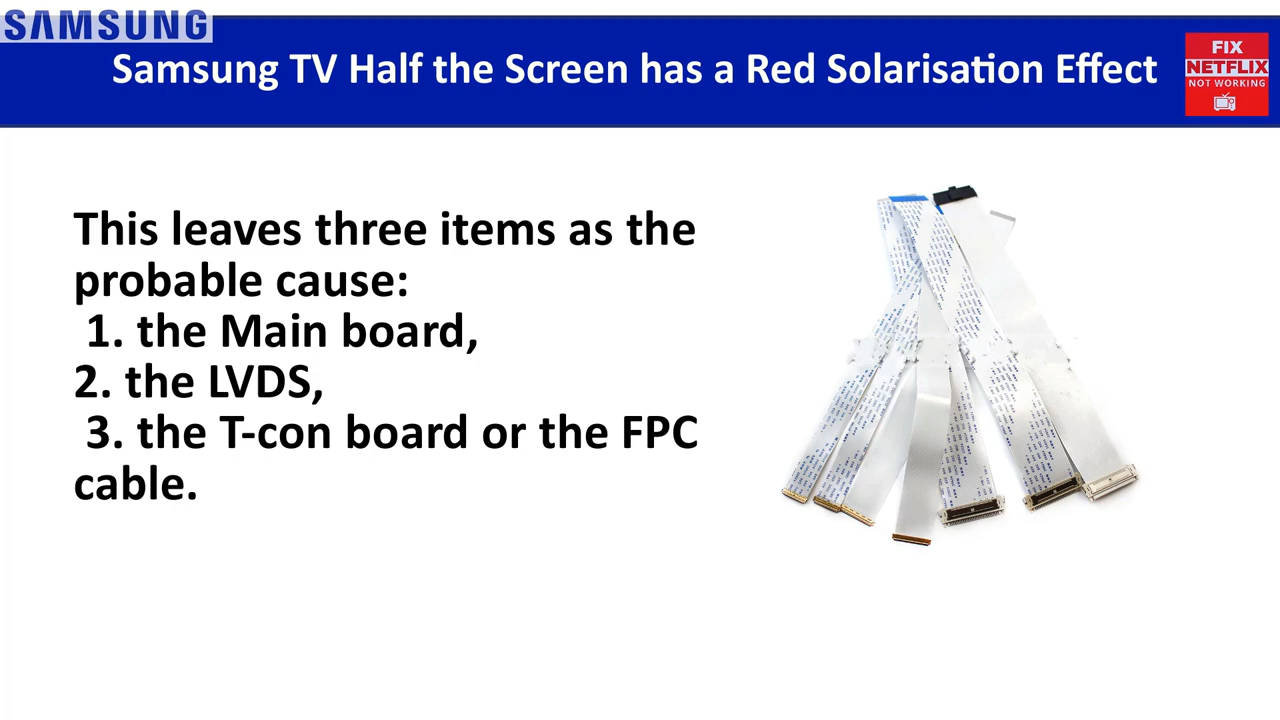 SAMSUNG
Samsung TV Half the Screen has a Red Solarisation Effect
FIX
NETFLIX
NOT WORKING
This leaves three items as the
probable cause:
1. the Main board,
2. the LVDS,
3. the T-con board or the FPC
cable.